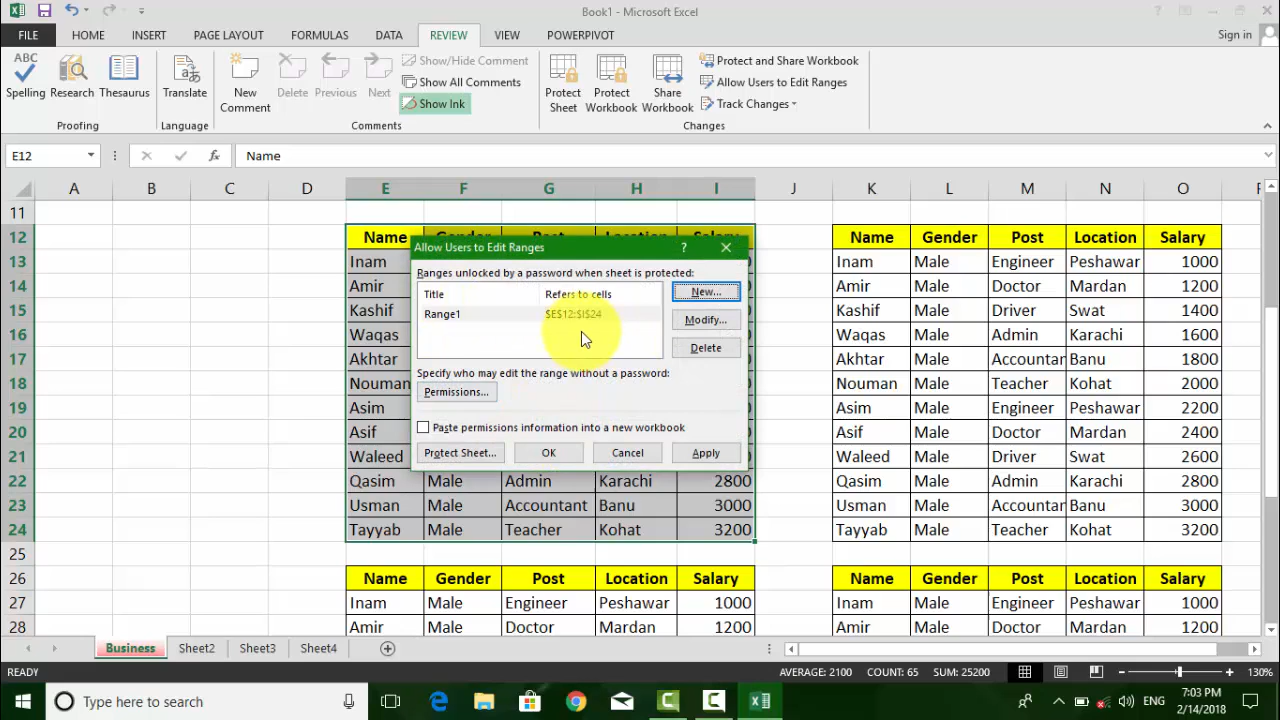 Book1 - Microsoft Excel
FILE HOME INSERT PAGE LAYOUT FORMULAS DATA REVIEW VIEW POWERPIVOT Sign in
ABC Spelling Research Thesaurus
Translate
New Comment Delete Previous Next
Show/Hide Comment
Show All Comments
Show Ink
Protect Sheet Protect Workbook Share Workbook
Protect and Share Workbook
Allow Users to Edit Ranges
Track Changes
Proofing Language Comments Changes
E12 fx Name
A B C D E F G H I J K L M N O
11
12 Name Name Gender Post Location Salary
13 Inam Inam Male Engineer Peshawar 1000
14 Amir Amir Male Doctor Mardan 1200
15 Kashif Kashif Male Driver Swat 1400
16 Waqas Waqas Male Admin Karachi 1600
17 Akhtar Akhtar Male Accountan Banu 1800
18 Nouman Nouman Male Teacher Kohat 2000
19 Asim Asim Male Engineer Peshawar 2200
20 Asif Asif Male Doctor Mardan 2400
21 Waleed Waleed Male Driver Swat 2600
22 Qasim Male Admin Karachi 2800 Qasim Male Admin Karachi 2800
23 Usman Male Accountant Banu 3000 Usman Male Accountan Banu 3000
24 Tayyab Male Teacher Kohat 3200 Tayyab Male Teacher Kohat 3200
25
26 Name Gender Post Location Salary Name Gender Post Location Salary
27 Inam Male Engineer Peshawar 1000 Inam Male Engineer Peshawar 1000
28 Amir Male Doctor Mardan 1200 Amir Male Doctor Mardan 1200
Allow Users to Edit Ranges ?
Ranges unlocked by a password when sheet is protected:
Title Refers to cells New...
Range1 $E$12:$I$24 Modify...
Delete
Specify who may edit the range without a password:
Permissions...
Paste permissions information into a new workbook
Protect Sheet... OK Cancel Apply
Business Sheet2 Sheet3 Sheet4
READY AVERAGE: 2100 COUNT: 65 SUM: 25200 130%
Type here to search ENG 7:03 PM
2/14/2018